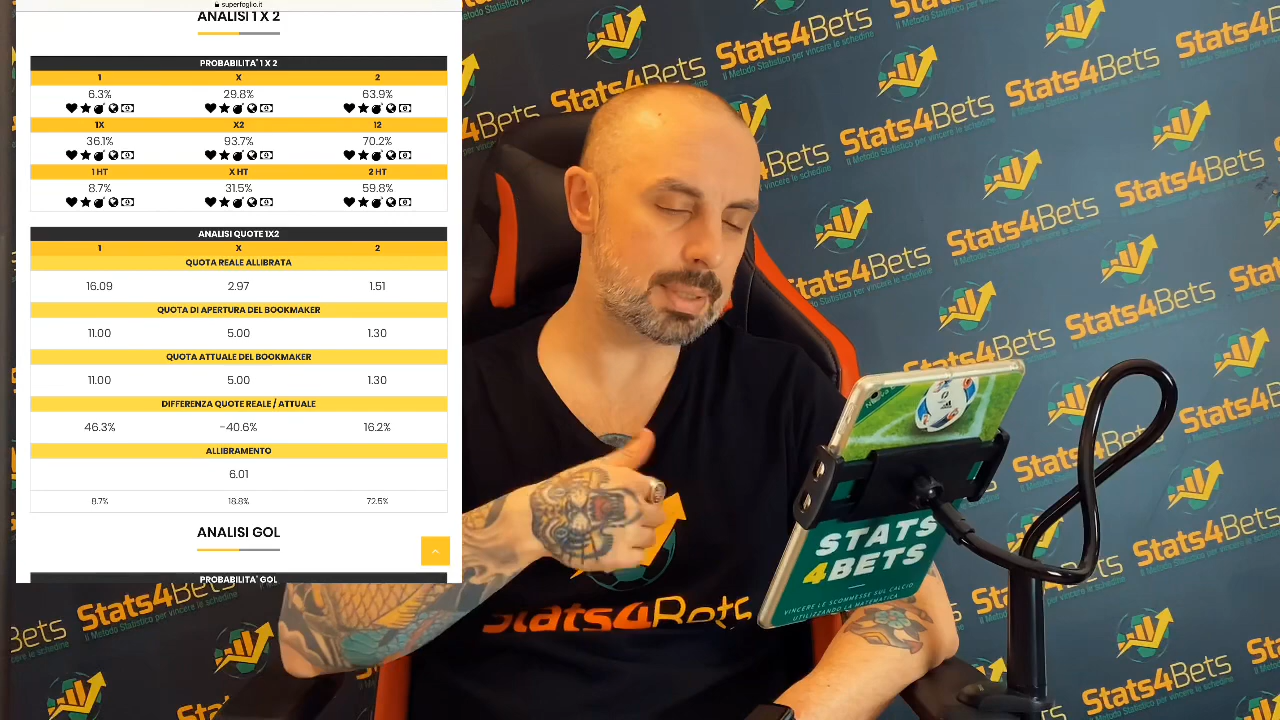 superfoglio.it
ANALISI 1 X 2
PROBABILITA' 1 X 2
1 X 2
6.3% 29.8% 63.9%
1X X2 12
36.1% 93.7% 70.2%
1 HT X HT 2 HT
8.7% 31.5% 59.8%
ANALISI QUOTE 1X2
1 X 2
QUOTA REALE ALLIBRATA
16.09 2.97 1.51
QUOTA DI APERTURA DEL BOOKMAKER
11.00 5.00 1.30
QUOTA ATTUALE DEL BOOKMAKER
11.00 5.00 1.30
DIFFERENZA QUOTE REALE / ATTUALE
46.3% -40.6% 16.2%
ALLIBRAMENTO
6.01
8.7% 18.8% 72.5%
ANALISI GOL
PROBABILITA' GOL
Stats4Bets
Il Metodo Statistico per vincere le schedine
Stats4Bets
STATS
4BETS
VINCERE LE SCOMMESSE SUL CALCIO
UTILIZZANDO LA MATEMATICA